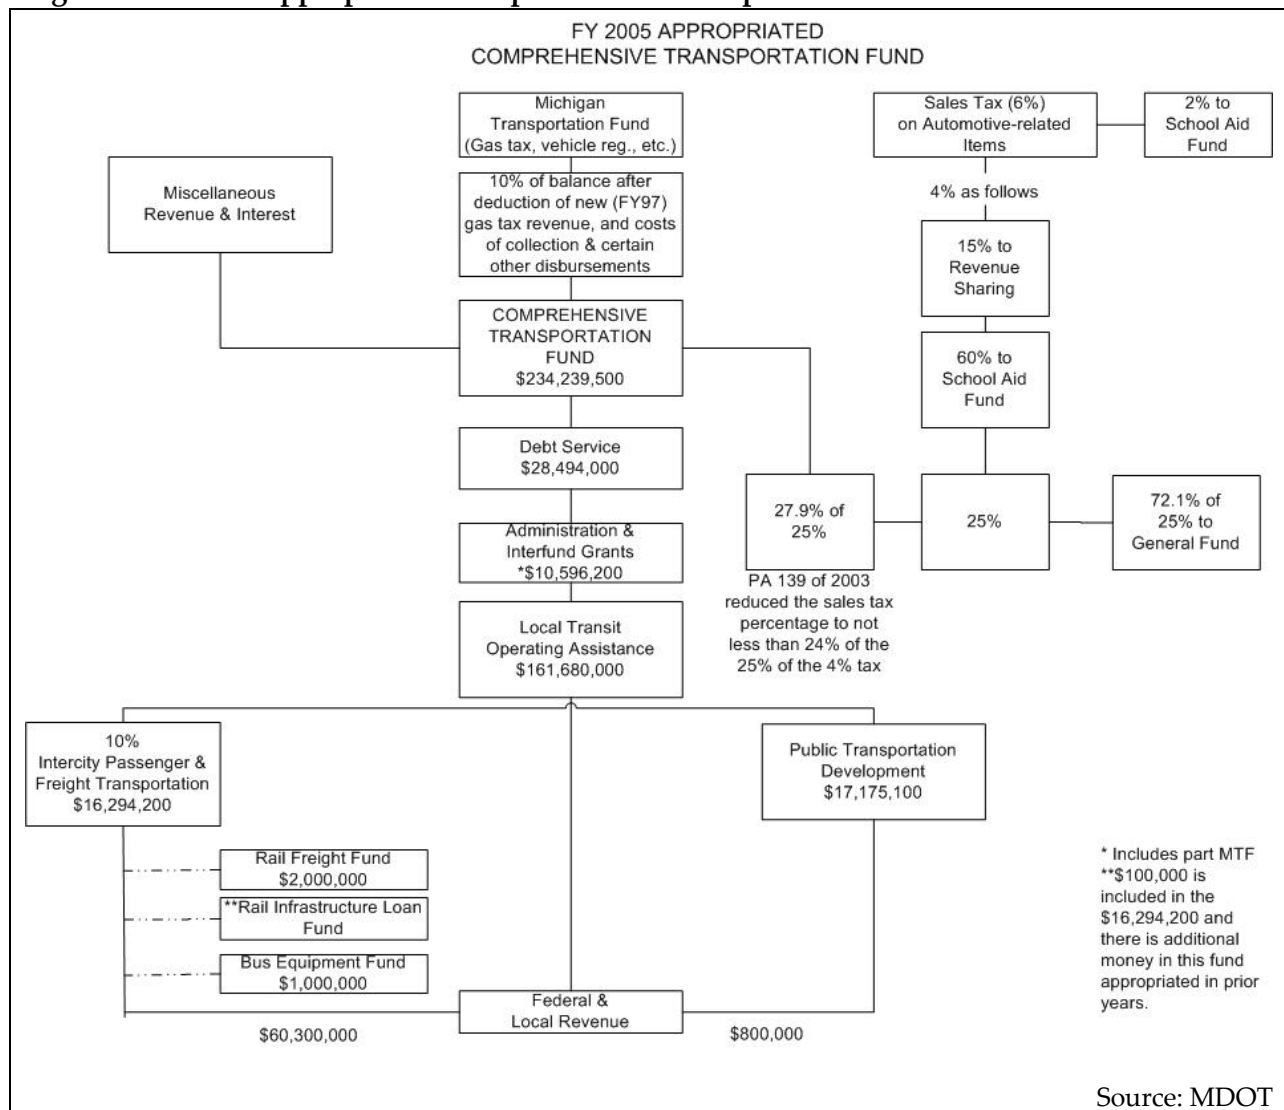 FY 2005 APPROPRIATED
COMPREHENSIVE TRANSPORTATION FUND
Michigan
Transportation Fund
(Gas tax, vehicle reg., etc.)
Sales Tax (6%)
on Automotive-related
Items
2% to
School Aid
Fund
Miscellaneous
Revenue & Interest
10% of balance after
deduction of new (FY97)
gas tax revenue, and costs
of collection & certain
other disbursements
4% as follows
15% to
Revenue
Sharing
COMPREHENSIVE
TRANSPORTATION
FUND
$234,239,500
60% to
School Aid
Fund
Debt Service
$28,494,000
27.9% of
25%
25%
72.1% of
25% to
General Fund
Administration &
Interfund Grants
*$10,596,200
PA 139 of 2003
reduced the sales tax
percentage to not
less than 24% of the
25% of the 4% tax
Local Transit
Operating Assistance
$161,680,000
10%
Intercity Passenger &
Freight Transportation
$16,294,200
Public Transportation
Development
$17,175,100
Rail Freight Fund
$2,000,000
**Rail Infrastructure Loan
Fund
Bus Equipment Fund
$1,000,000
* Includes part MTF
**$100,000 is
included in the
$16,294,200 and
there is additional
money in this fund
appropriated in prior
years.
Federal &
Local Revenue
$60,300,000
$800,000
Source: MDOT